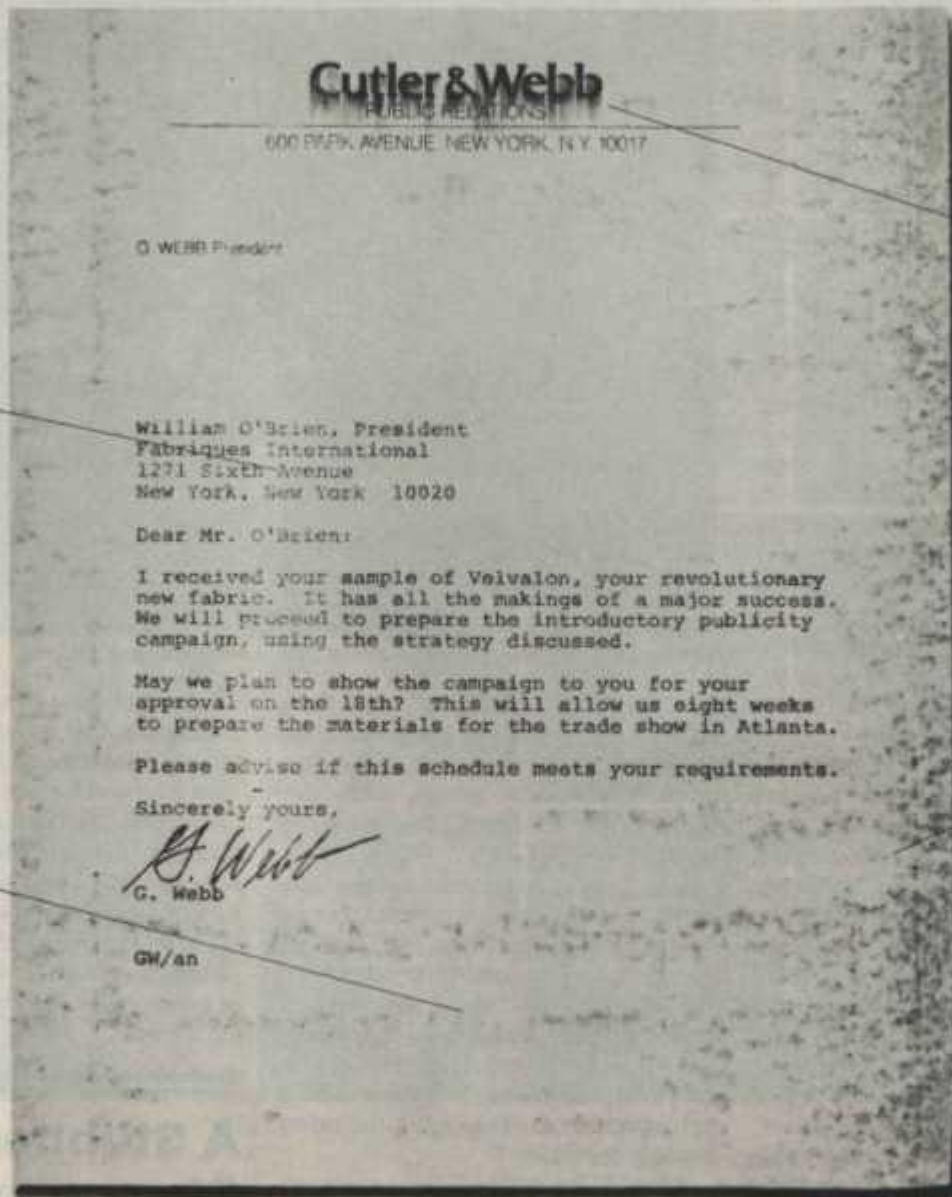 Cutler & Webb
PUBLIC RELATIONS
600 PARK AVENUE, NEW YORK, N.Y. 10017
G. WEBB President
William O'Brien, President
Fabriques International
1271 Sixth Avenue
New York, New York 10020
Dear Mr. O'Brien:
I received your sample of Velvalon, your revolutionary
new fabric. It has all the makings of a major success.
We will proceed to prepare the introductory publicity
campaign, using the strategy discussed.
May we plan to show the campaign to you for your
approval on the 18th? This will allow us eight weeks
to prepare the materials for the trade show in Atlanta.
Please advise if this schedule meets your requirements.
Sincerely yours,
G. Webb
G. Webb
GW/an